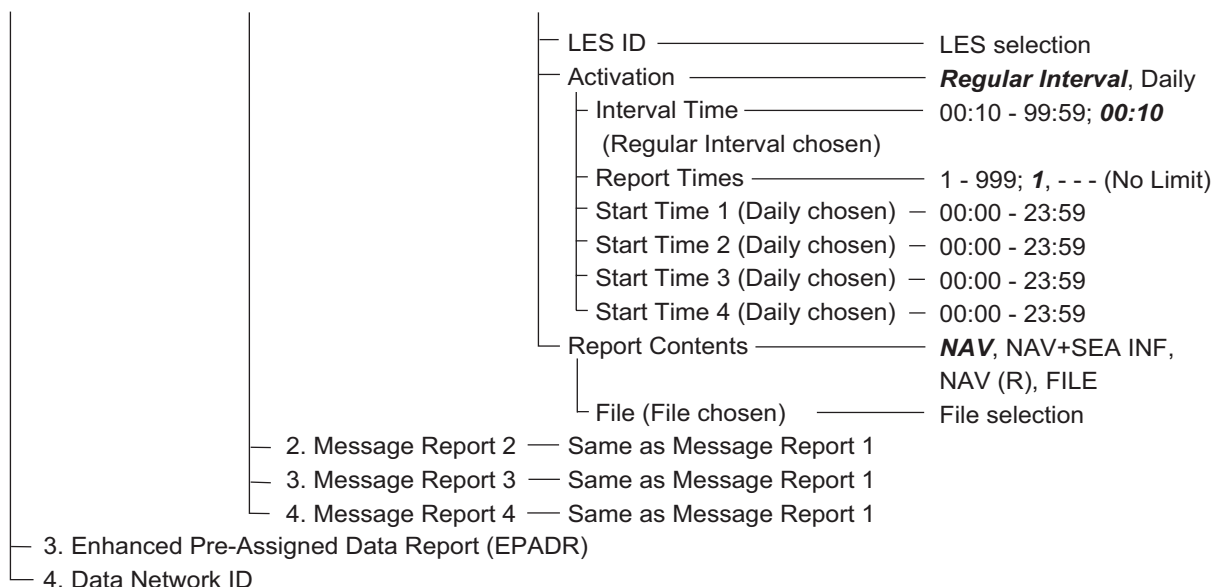 LES ID LES selection
Activation Regular Interval, Daily
Interval Time 00:10 - 99:59; 00:10
(Regular Interval chosen)
Report Times 1 - 999; 1, - - - (No Limit)
Start Time 1 (Daily chosen) 00:00 - 23:59
Start Time 2 (Daily chosen) 00:00 - 23:59
Start Time 3 (Daily chosen) 00:00 - 23:59
Start Time 4 (Daily chosen) 00:00 - 23:59
Report Contents NAV, NAV+SEA INF,
NAV (R), FILE
File (File chosen) File selection
2. Message Report 2 Same as Message Report 1
3. Message Report 3 Same as Message Report 1
4. Message Report 4 Same as Message Report 1
3. Enhanced Pre-Assigned Data Report (EPADR)
4. Data Network ID